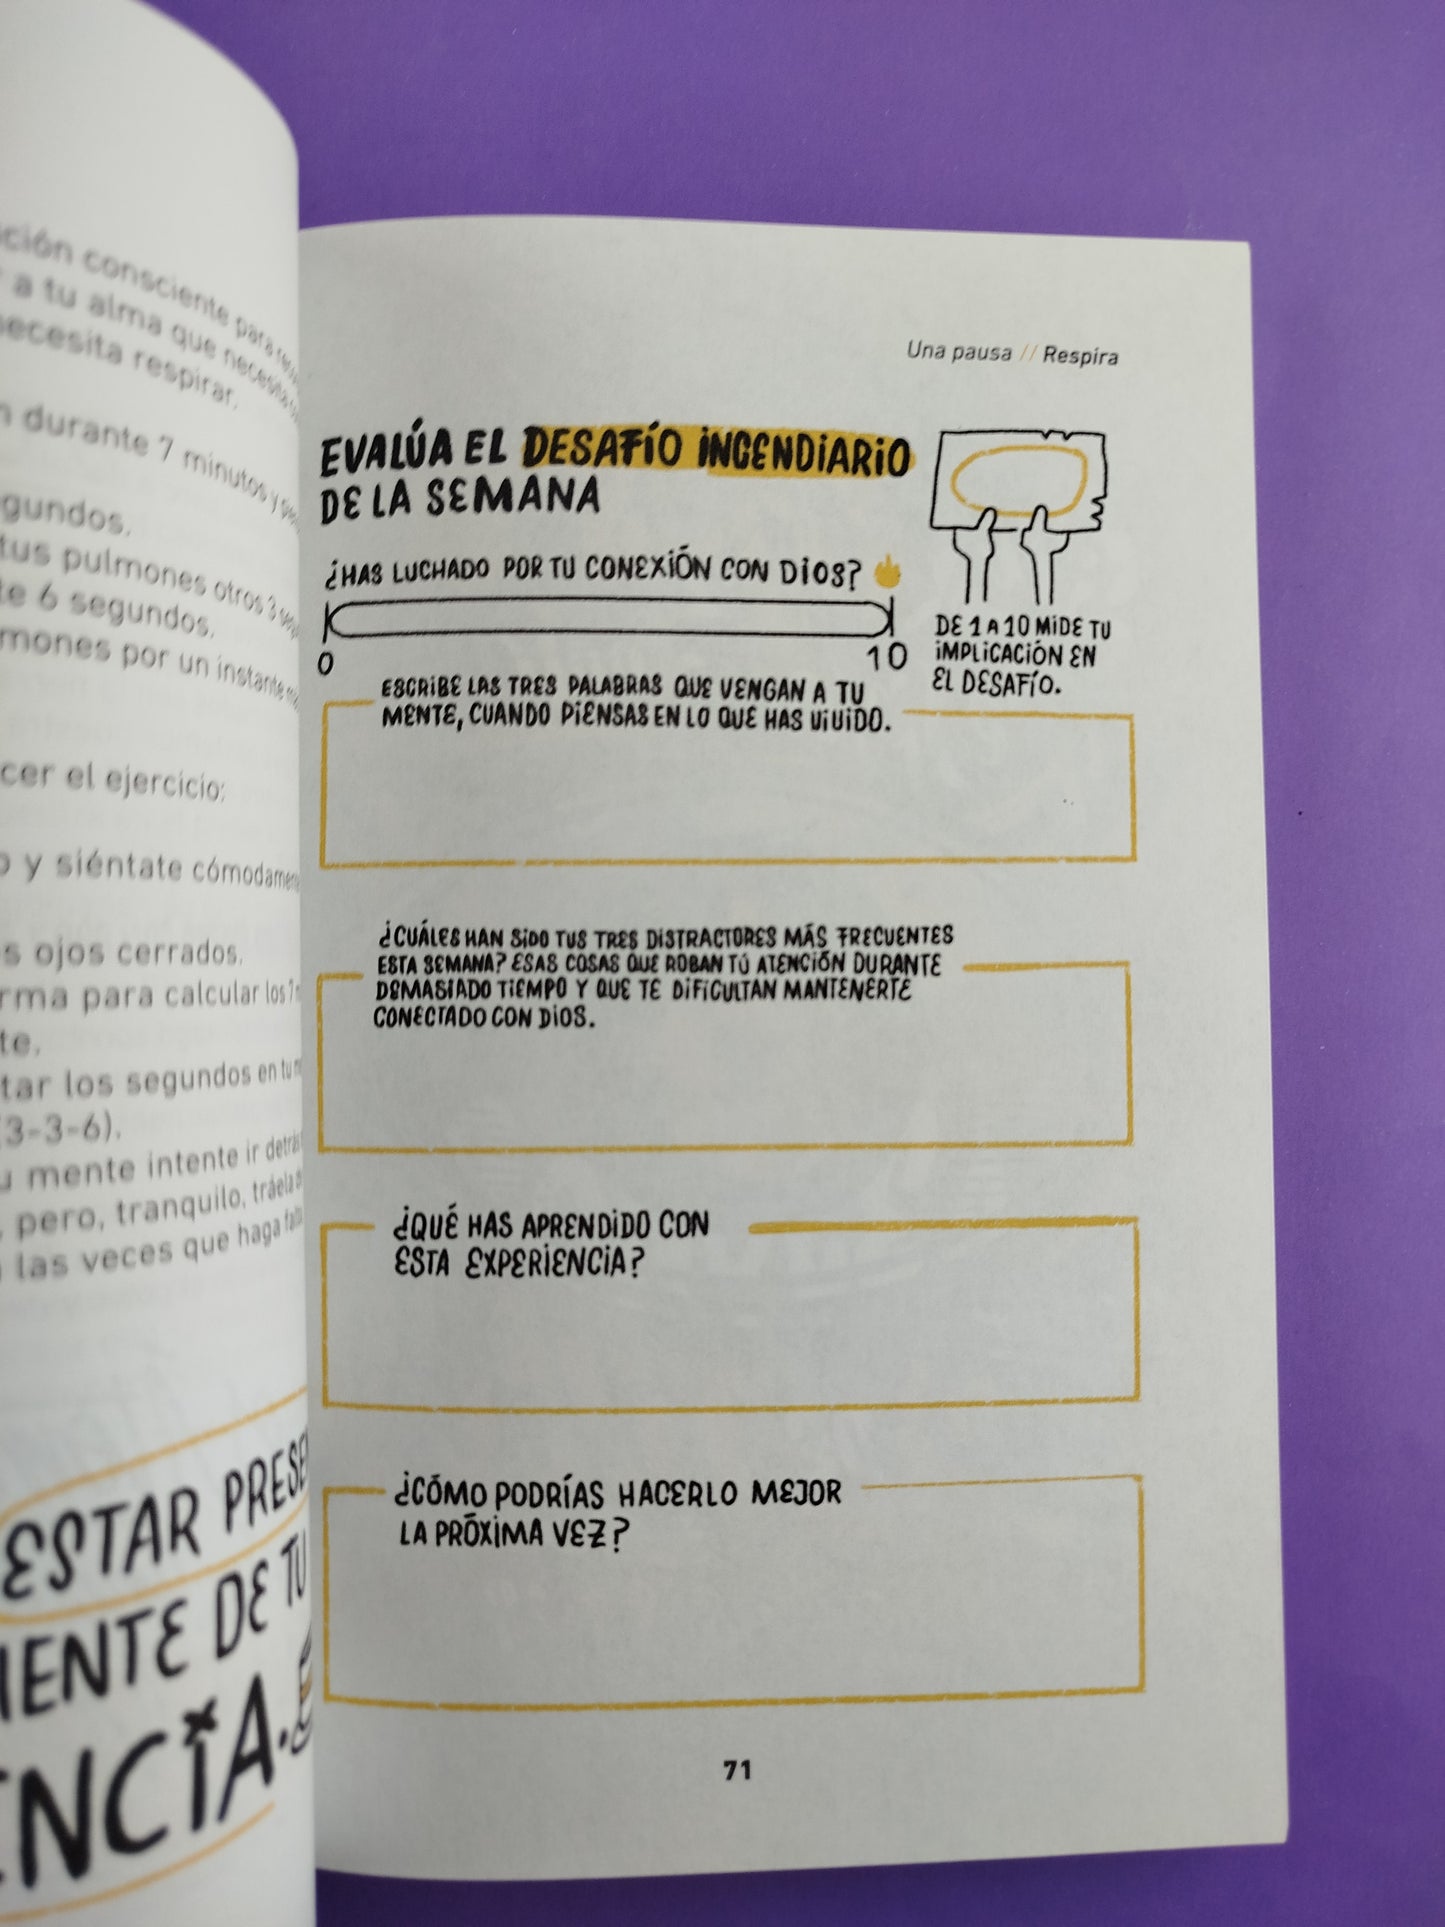 ción consciente para
a tu alma que necesita
necesita respirar.
durante 7 minutos y
segundos.
tus pulmones otros 3
6 segundos.
por un instante
cer el ejercicio:
y siéntate cómodamente
ojos cerrados.
rma para calcular los 7
te.
tar los segundos en tu
(3-3-6).
mente intente ir detrás
, pero, tranquilo, tráela
las veces que haga falta
ESTAR PRESE
IENTE DE TU
ENCIA.
Una pausa // Respira
EVALÚA EL DESAFÍO INCENDIARIO
DE LA SEMANA
¿HAS LUCHADO POR TU CONEXIÓN CON DIOS?
0 10
DE 1 A 10 MIDE TU
IMPLICACIÓN EN
EL DESAFÍO.
ESCRIBE LAS TRES PALABRAS QUE VENGAN A TU
MENTE, CUANDO PIENSAS EN LO QUE HAS VIVIDO.
¿CUÁLES HAN SIDO TUS TRES DISTRACTORES MÁS FRECUENTES
ESTA SEMANA? ESAS COSAS QUE ROBAN TÚ ATENCIÓN DURANTE
DEMASIADO TIEMPO Y QUE TE DIFICULTAN MANTENERTE
CONECTADO CON DIOS.
¿QUÉ HAS APRENDIDO CON
ESTA EXPERIENCIA?
¿CÓMO PODRÍAS HACERLO MEJOR
LA PRÓXIMA VEZ?
71